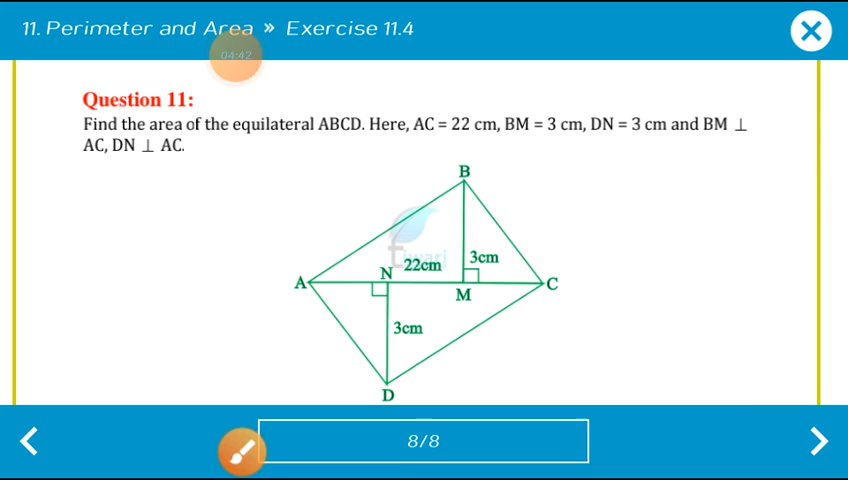 11. Perimeter and Area » Exercise 11.4
04:42
Question 11:
Find the area of the equilateral ABCD. Here, AC = 22 cm, BM = 3 cm, DN = 3 cm and BM ⊥
AC, DN ⊥ AC.
B
22cm
3cm
A
N
M
C
3cm
D
8/8